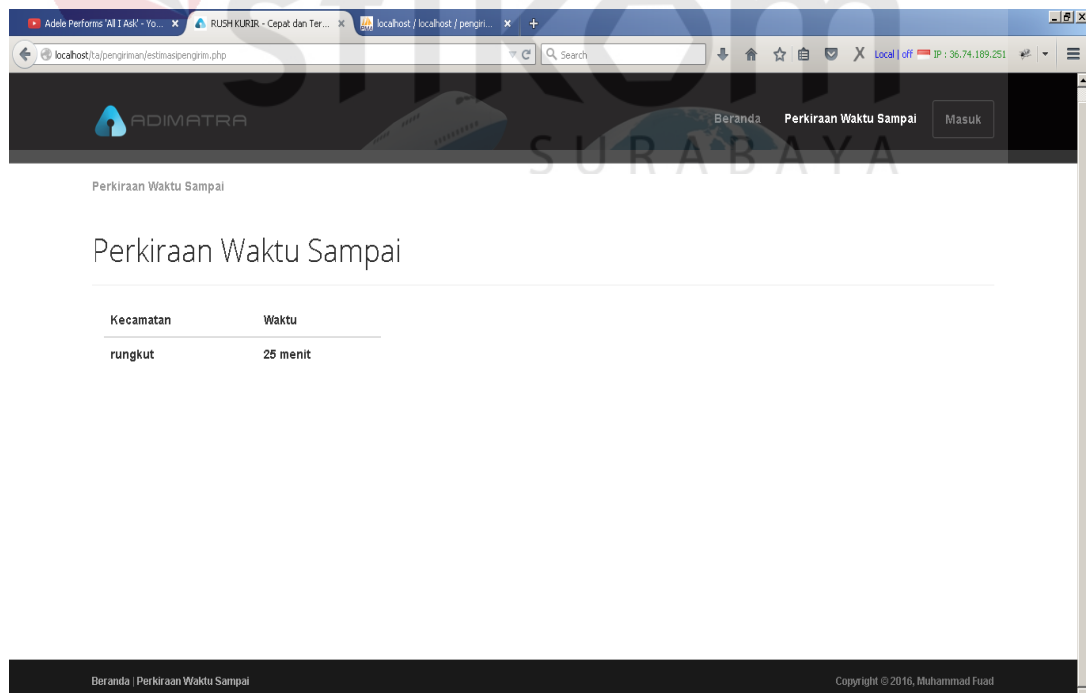 STIKOM
SURABAYA
Adele Performs 'All I Ask' - Yo...
RUSH KURIR - Cepat dan Ter...
localhost / localhost / pengiri...
localhost/ta/pengiriman/estimasipengirim.php
Search
Local | off IP : 36.74.189.251
ADIMATRA
Beranda Perkiraan Waktu Sampai Masuk
Perkiraan Waktu Sampai
Perkiraan Waktu Sampai
Kecamatan Waktu
rungkut 25 menit
Beranda | Perkiraan Waktu Sampai
Copyright © 2016, Muhammad Fuad